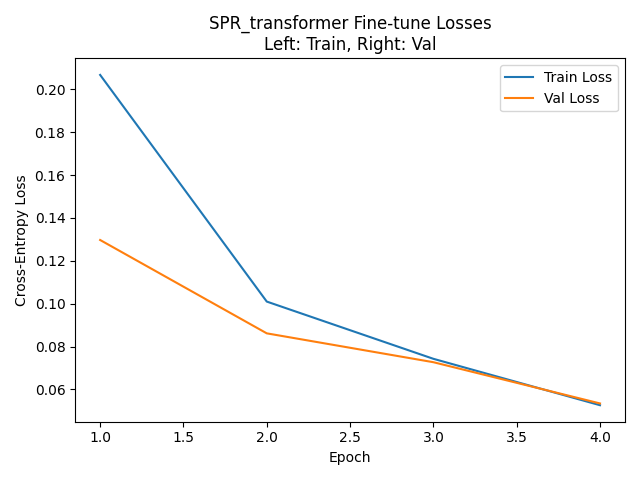 SPR_transformer Fine-tune Losses
Left: Train, Right: Val
Train Loss
Val Loss
Cross-Entropy Loss
0.20
0.18
0.16
0.14
0.12
0.10
0.08
0.06
1.0 1.5 2.0 2.5 3.0 3.5 4.0
Epoch